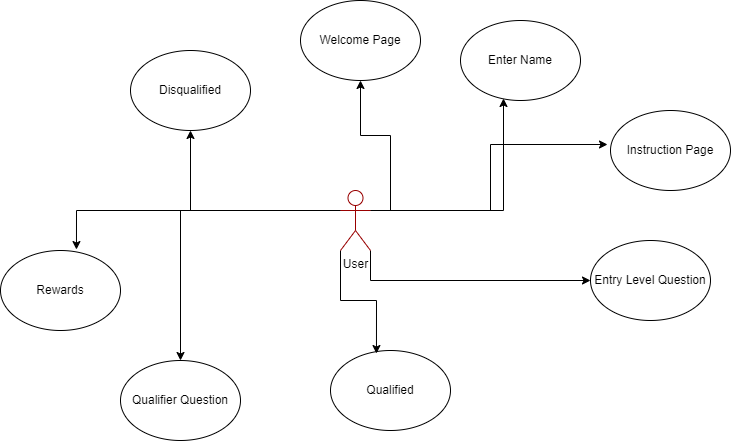 Welcome Page
Enter Name
Disqualified
Instruction Page
User
Entry Level Question
Rewards
Qualified
Qualifier Question